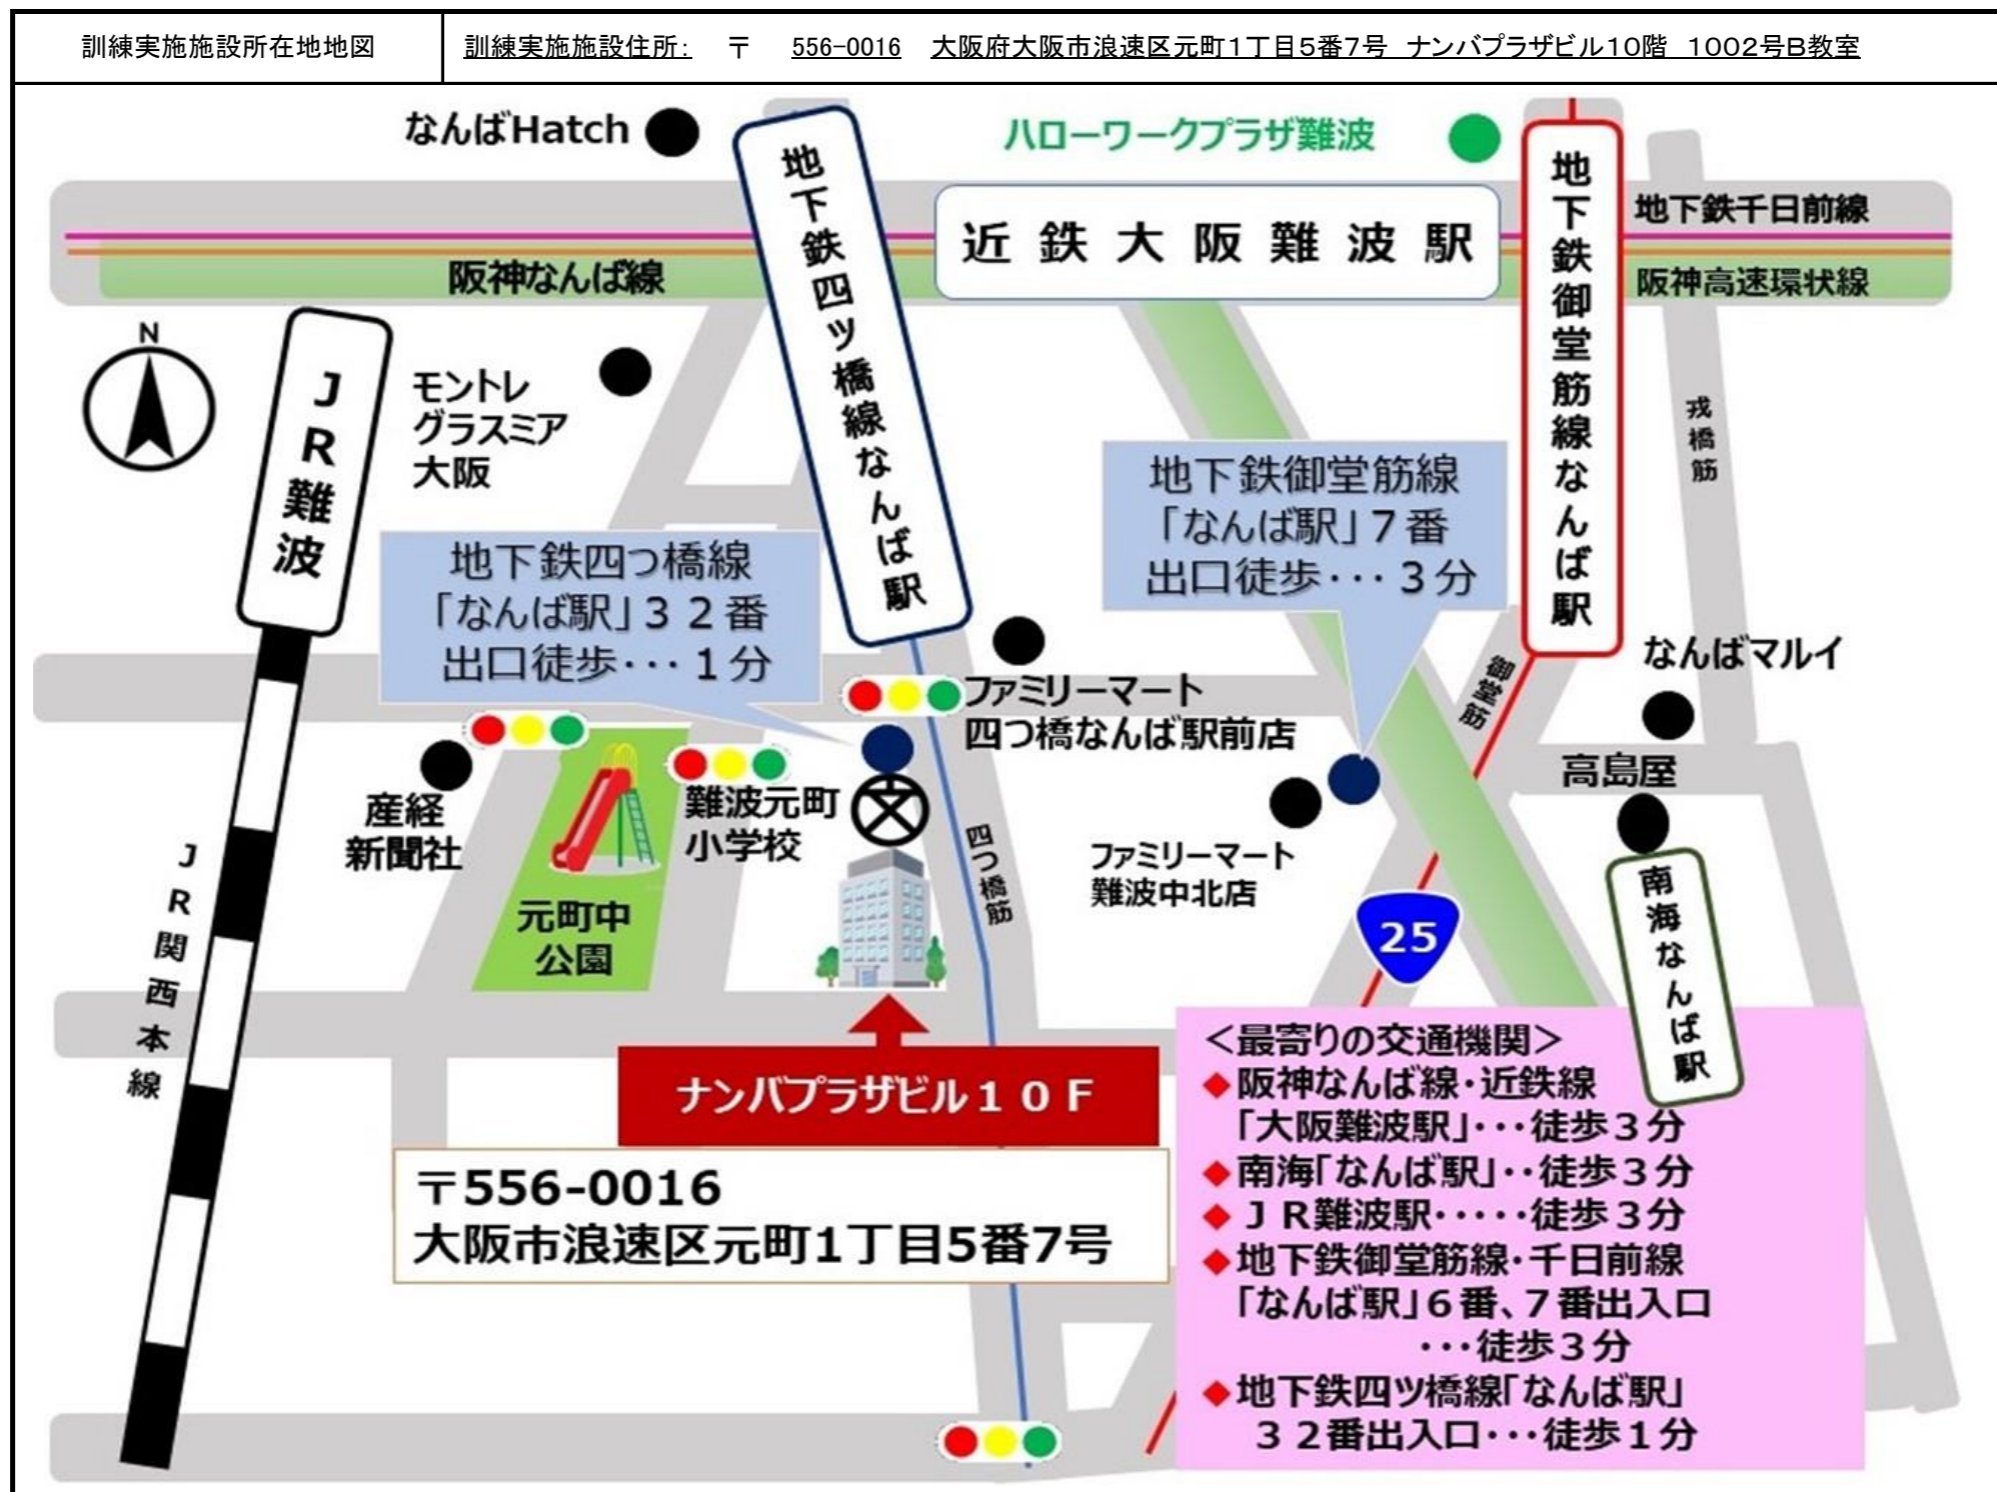 訓練実施施設所在地地図
訓練実施施設住所: 〒 556-0016 大阪府大阪市浪速区元町1丁目5番7号 ナンバプラザビル10階 1002号B教室
なんばHatch
ハローワークプラザ難波
地下鉄四ツ橋線なんば駅
近鉄大阪難波駅
地下鉄御堂筋線なんば駅
地下鉄千日前線
阪神なんば線
阪神高速環状線
N
JR難波
モントレ
グラスミア
大阪
戎橋筋
地下鉄御堂筋線
「なんば駅」7番
出口徒歩・・・3分
地下鉄四つ橋線
「なんば駅」32番
出口徒歩・・・1分
なんばマルイ
御堂筋
ファミリーマート
四つ橋なんば駅前店
高島屋
産経
新聞社
難波元町
小学校
四つ橋筋
ファミリーマート
難波中北店
元町中
公園
25
南海なんば駅
JR関西本線
ナンバプラザビル10F
〒556-0016
大阪市浪速区元町1丁目5番7号
<最寄りの交通機関>
◆阪神なんば線・近鉄線
「大阪難波駅」・・・徒歩3分
◆南海「なんば駅」・・徒歩3分
◆JR難波駅・・・・・徒歩3分
◆地下鉄御堂筋線・千日前線
「なんば駅」6番、7番出入口
・・・徒歩3分
◆地下鉄四ツ橋線「なんば駅」
32番出入口・・・徒歩1分